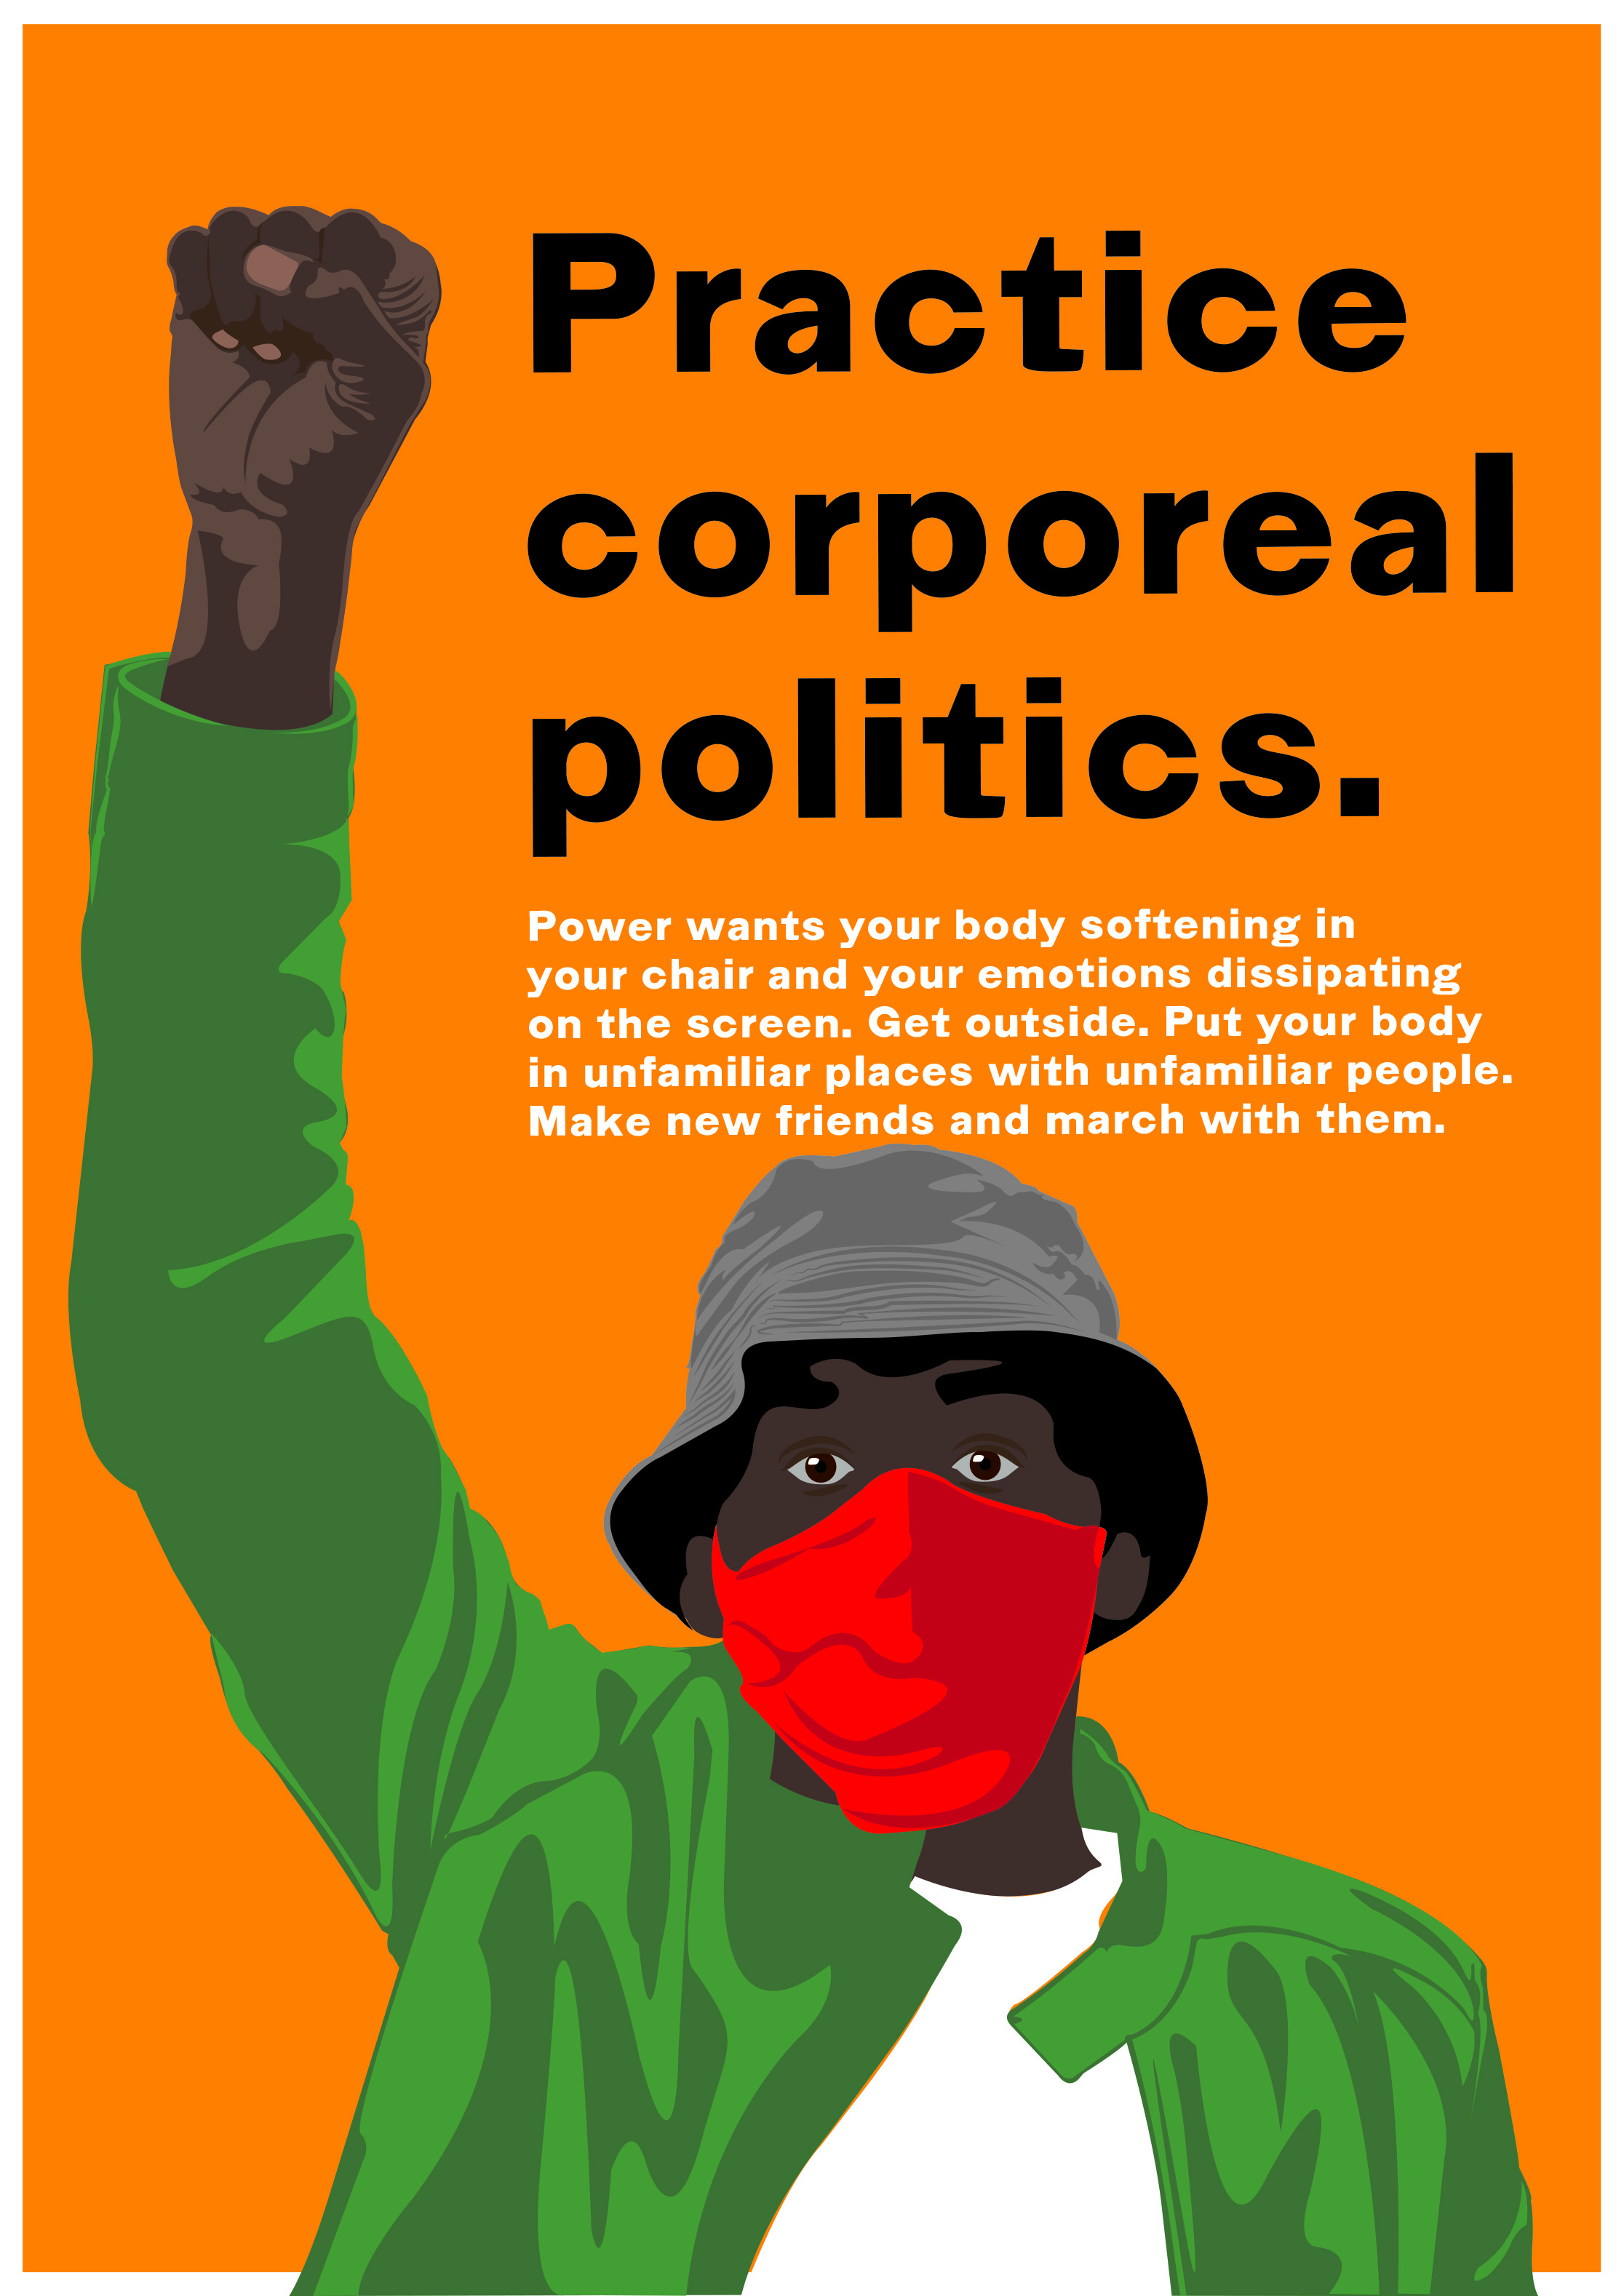 Practice
corporeal
politics.
Power wants your body softening in
your chair and your emotions dissipating
on the screen. Get outside. Put your body
in unfamiliar places with unfamiliar people.
Make new friends and march with them.